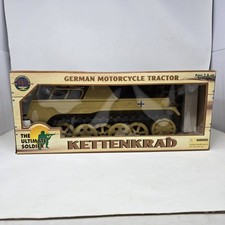 GERMAN MOTORCYCLE TRACTOR
THE
ULTIMATE
SOLDIER
KETTENKRAD